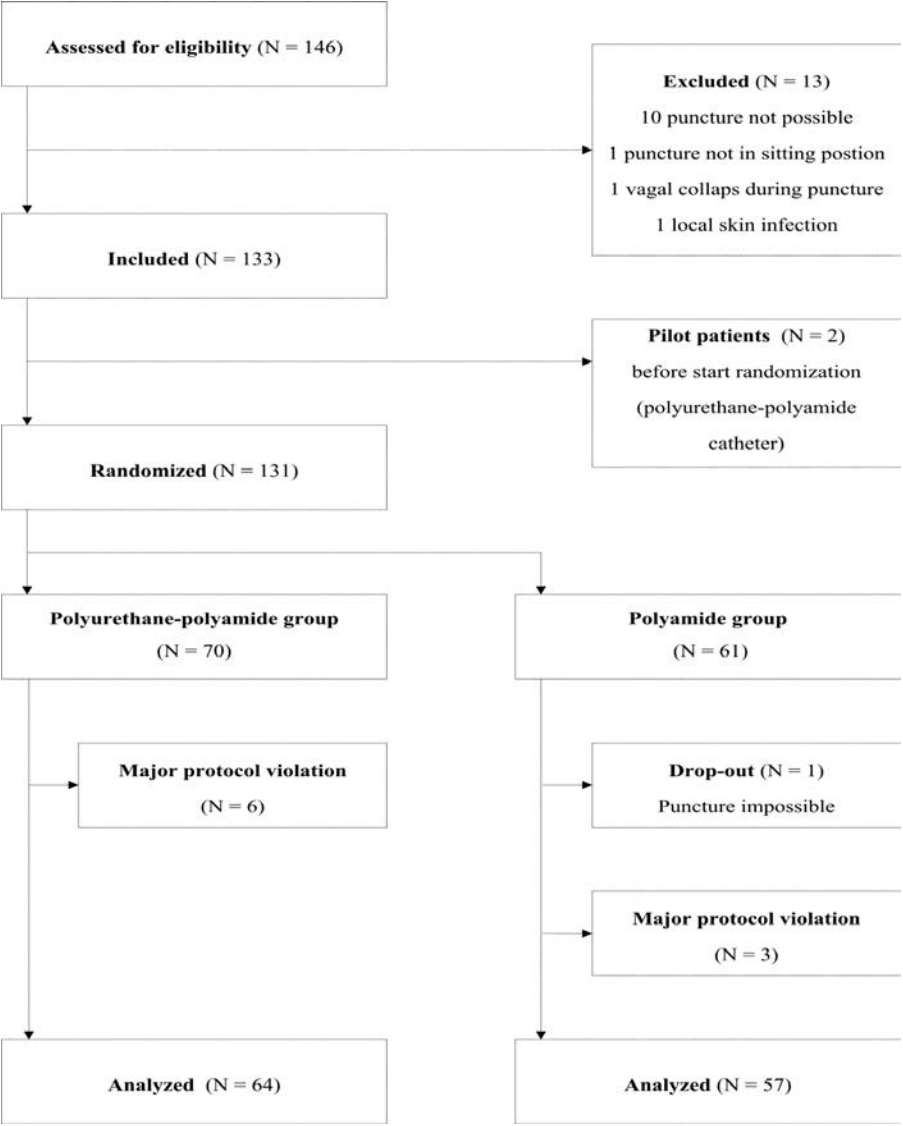 Assessed for eligibility (N = 146)
Excluded (N = 13)
10 puncture not possible
1 puncture not in sitting postion
1 vagal collaps during puncture
1 local skin infection
Included (N = 133)
Pilot patients (N = 2)
before start randomization
(polyurethane-polyamide
catheter)
Randomized (N = 131)
Polyurethane-polyamide group
(N = 70)
Polyamide group
(N = 61)
Major protocol violation
(N = 6)
Drop-out (N = 1)
Puncture impossible
Major protocol violation
(N = 3)
Analyzed (N = 64)
Analyzed (N = 57)